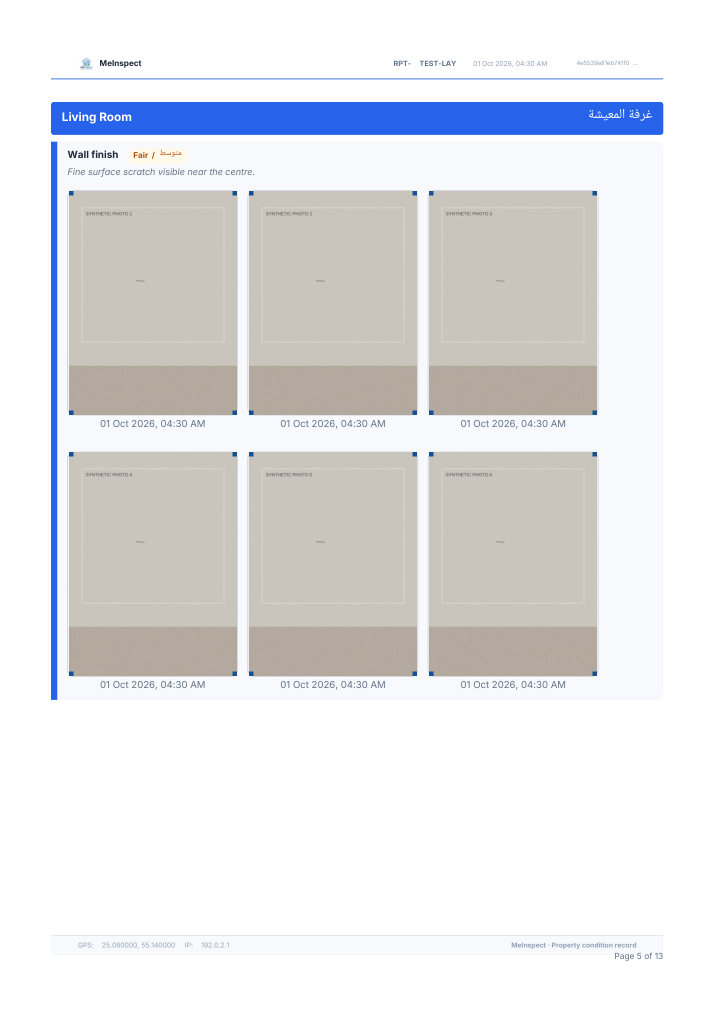 MeInspect
RPT- TEST-LAY 01 Oct 2026, 04:30 AM
Living Room غرفة المعيشة
Wall finish Fair / متوسط
Fine surface scratch visible near the centre.
SYNTHETIC PHOTO 1 SYNTHETIC PHOTO 2 SYNTHETIC PHOTO 3
01 Oct 2026, 04:30 AM 01 Oct 2026, 04:30 AM 01 Oct 2026, 04:30 AM
SYNTHETIC PHOTO 4 SYNTHETIC PHOTO 5 SYNTHETIC PHOTO 6
01 Oct 2026, 04:30 AM 01 Oct 2026, 04:30 AM 01 Oct 2026, 04:30 AM
GPS: 25.080000, 55.140000 IP: 192.0.2.1 MeInspect · Property condition record
Page 5 of 13